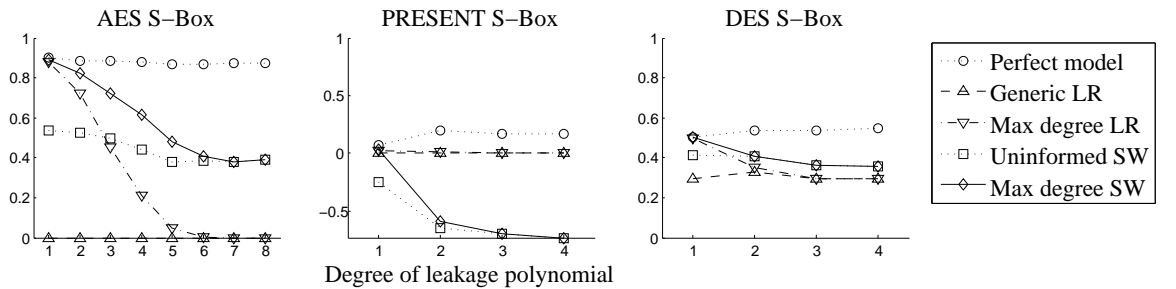 AES S−Box
PRESENT S−Box
DES S−Box
1
0.8
0.6
0.4
0.2
0
1 2 3 4 5 6 7 8
1
0.5
0
−0.5
1 2 3 4
1
0.8
0.6
0.4
0.2
0
1 2 3 4
Degree of leakage polynomial
Perfect model
Generic LR
Max degree LR
Uninformed SW
Max degree SW